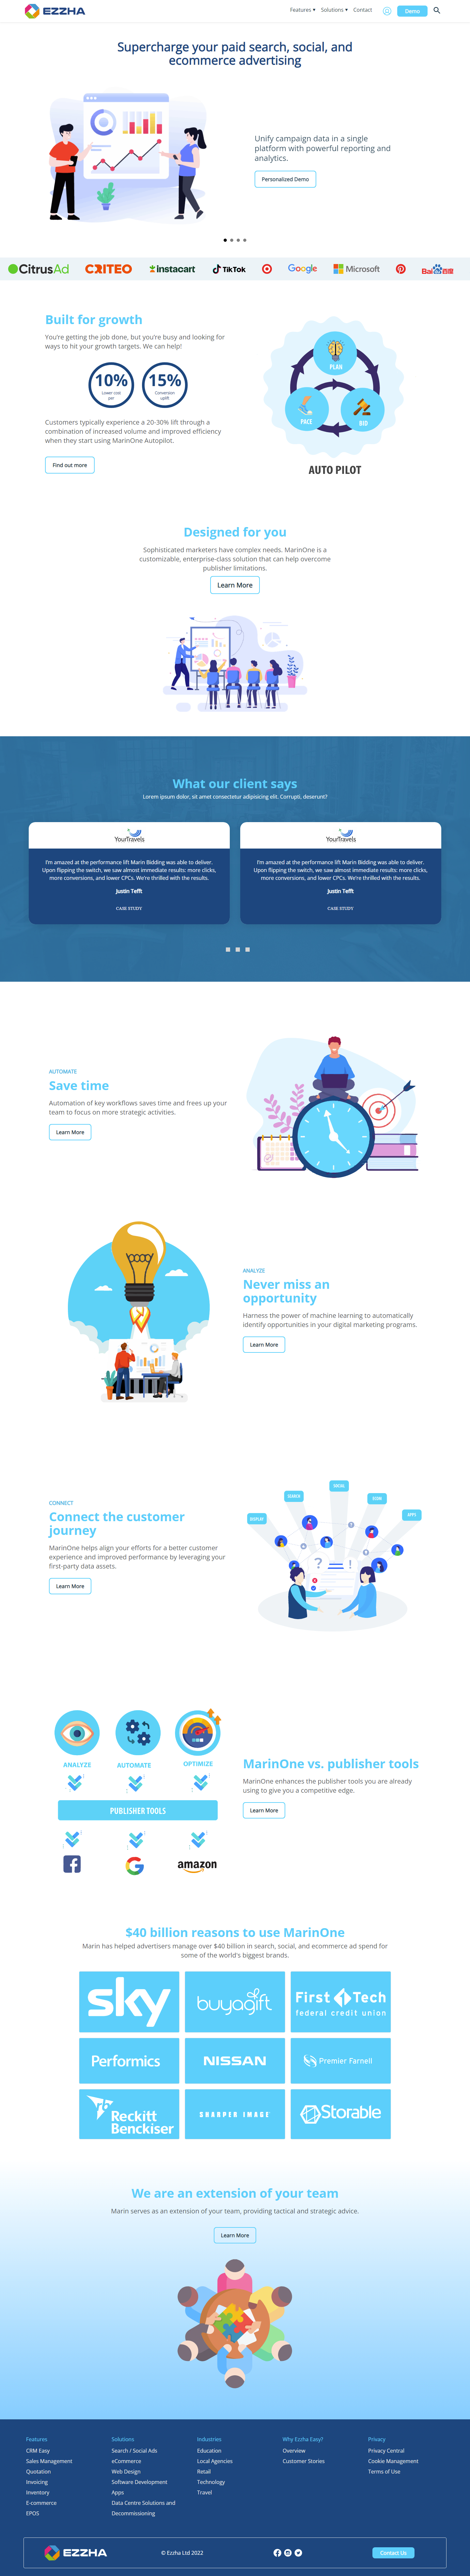 EZZHA
Features
Solutions
Contact
Demo
Supercharge your paid search, social, and
ecommerce advertising
Unify campaign data in a single
platform with powerful reporting and
analytics.
Personalized Demo
CitrusAd
CRITEO
instacart
TikTok
Google
Microsoft
Bai 百度
Built for growth
You're getting the job done, but you're busy and looking for
ways to hit your growth targets. We can help!
10%
Lower cost
per
15%
Conversion
uplift
Customers typically experience a 20-30% lift through a
combination of increased volume and improved efficiency
when they start using MarinOne Autopilot.
Find out more
PLAN
PACE
BID
AUTO PILOT
Designed for you
Sophisticated marketers have complex needs. MarinOne is a
customizable, enterprise-class solution that can help overcome
publisher limitations.
Learn More
What our client says
Lorem ipsum dolor, sit amet consectetur adipisicing elit. Corrupti, deserunt?
YourTravels
I'm amazed at the performance lift Marin Bidding was able to deliver.
Upon flipping the switch, we saw almost immediate results: more clicks,
more conversions, and lower CPCs. We're thrilled with the results.
Justin Tefft
CASE STUDY
YourTravels
I'm amazed at the performance lift Marin Bidding was able to deliver.
Upon flipping the switch, we saw almost immediate results: more clicks,
more conversions, and lower CPCs. We're thrilled with the results.
Justin Tefft
CASE STUDY
AUTOMATE
Save time
Automation of key workflows saves time and frees up your
team to focus on more strategic activities.
Learn More
ANALYZE
Never miss an
opportunity
Harness the power of machine learning to automatically
identify opportunities in your digital marketing programs.
Learn More
CONNECT
Connect the customer
journey
MarinOne helps align your efforts for a better customer
experience and improved performance by leveraging your
first-party data assets.
Learn More
DISPLAY
SEARCH
SOCIAL
APPS
ANALYZE
AUTOMATE
OPTIMIZE
PUBLISHER TOOLS
amazon
MarinOne vs. publisher tools
MarinOne enhances the publisher tools you are already
using to give you a competitive edge.
Learn More
$40 billion reasons to use MarinOne
Marin has helped advertisers manage over $40 billion in search, social, and ecommerce ad spend for
some of the world's biggest brands.
sky
buyagift
First Tech
federal credit union
Performics
NISSAN
Premier Farnell
Reckitt
Benckiser
SHARPER IMAGE
Storable
We are an extension of your team
Marin serves as an extension of your team, providing tactical and strategic advice.
Learn More
Features
CRM Easy
Sales Management
Quotation
Invoicing
Inventory
E-commerce
EPOS
Solutions
Search / Social Ads
eCommerce
Web Design
Software Development
Apps
Data Centre Solutions and
Decommissioning
Industries
Education
Local Agencies
Retail
Technology
Travel
Why Ezzha Easy?
Overview
Customer Stories
Privacy
Privacy Central
Cookie Management
Terms of Use
EZZHA
© Ezzha Ltd 2022
Contact Us